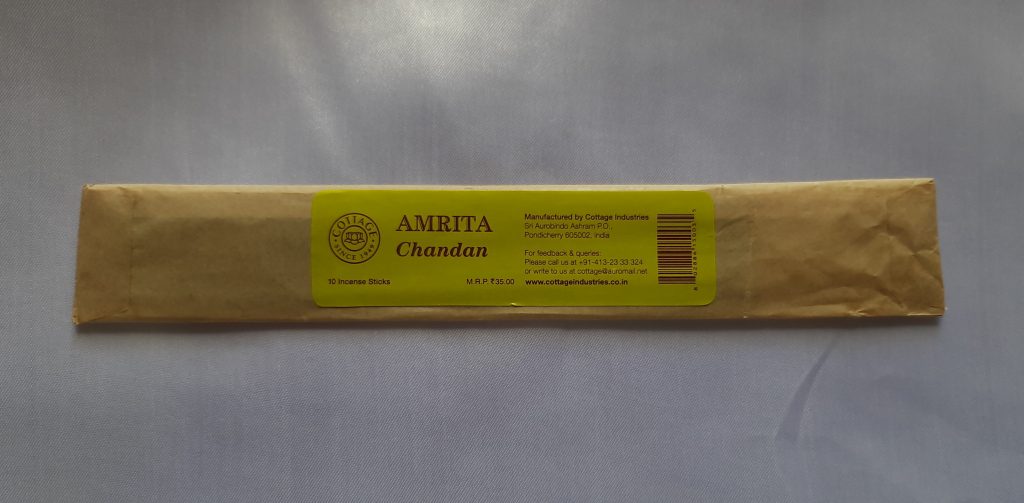 COTTAGE
SINCE 1949
AMRITA
Chandan
10 Incense Sticks
M.R.P. ₹35.00
Manufactured by Cottage Industries
Sri Aurobindo Ashram P.O.,
Pondicherry 605002, India
For feedback & queries:
Please call us at +91-413-23 33 324
or write to us at cottage@auromail.net
www.cottageindustries.co.in